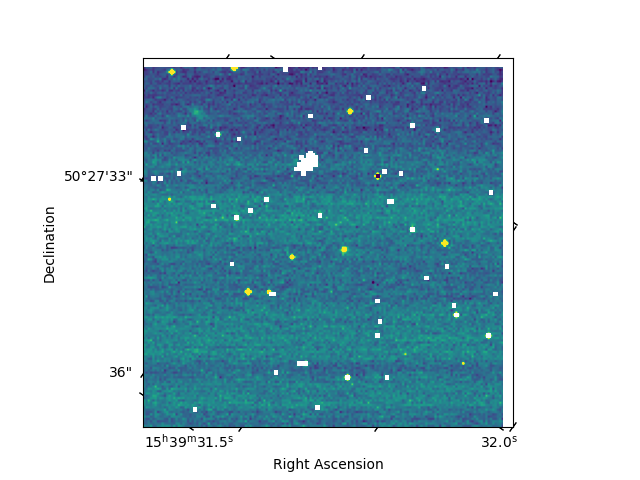 50°27'33"
Declination
36"
15ʰ39ᵐ31.5ˢ
32.0ˢ
Right Ascension